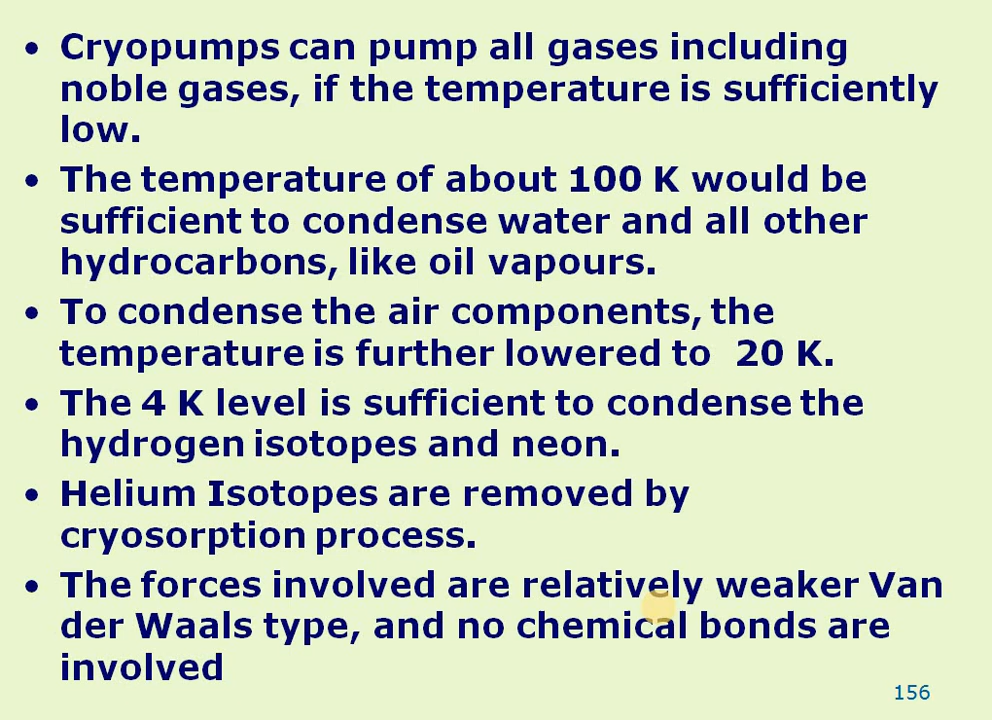 • Cryopumps can pump all gases including
noble gases, if the temperature is sufficiently
low.
• The temperature of about 100 K would be
sufficient to condense water and all other
hydrocarbons, like oil vapours.
• To condense the air components, the
temperature is further lowered to  20 K.
• The 4 K level is sufficient to condense the
hydrogen isotopes and neon.
• Helium Isotopes are removed by
cryosorption process.
• The forces involved are relatively weaker Van
der Waals type, and no chemical bonds are
involved
156